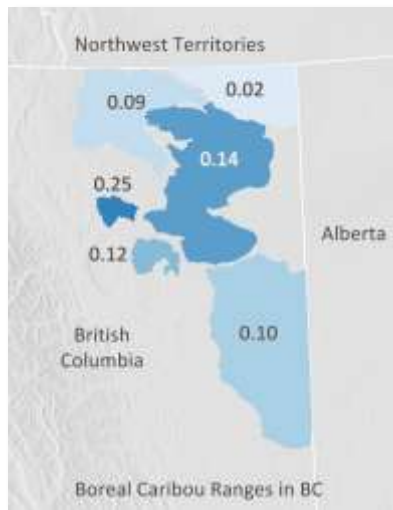 Northwest Territories
0.02
0.09
0.14
0.25
Alberta
0.12
0.10
British
Columbia
Boreal Caribou Ranges in BC